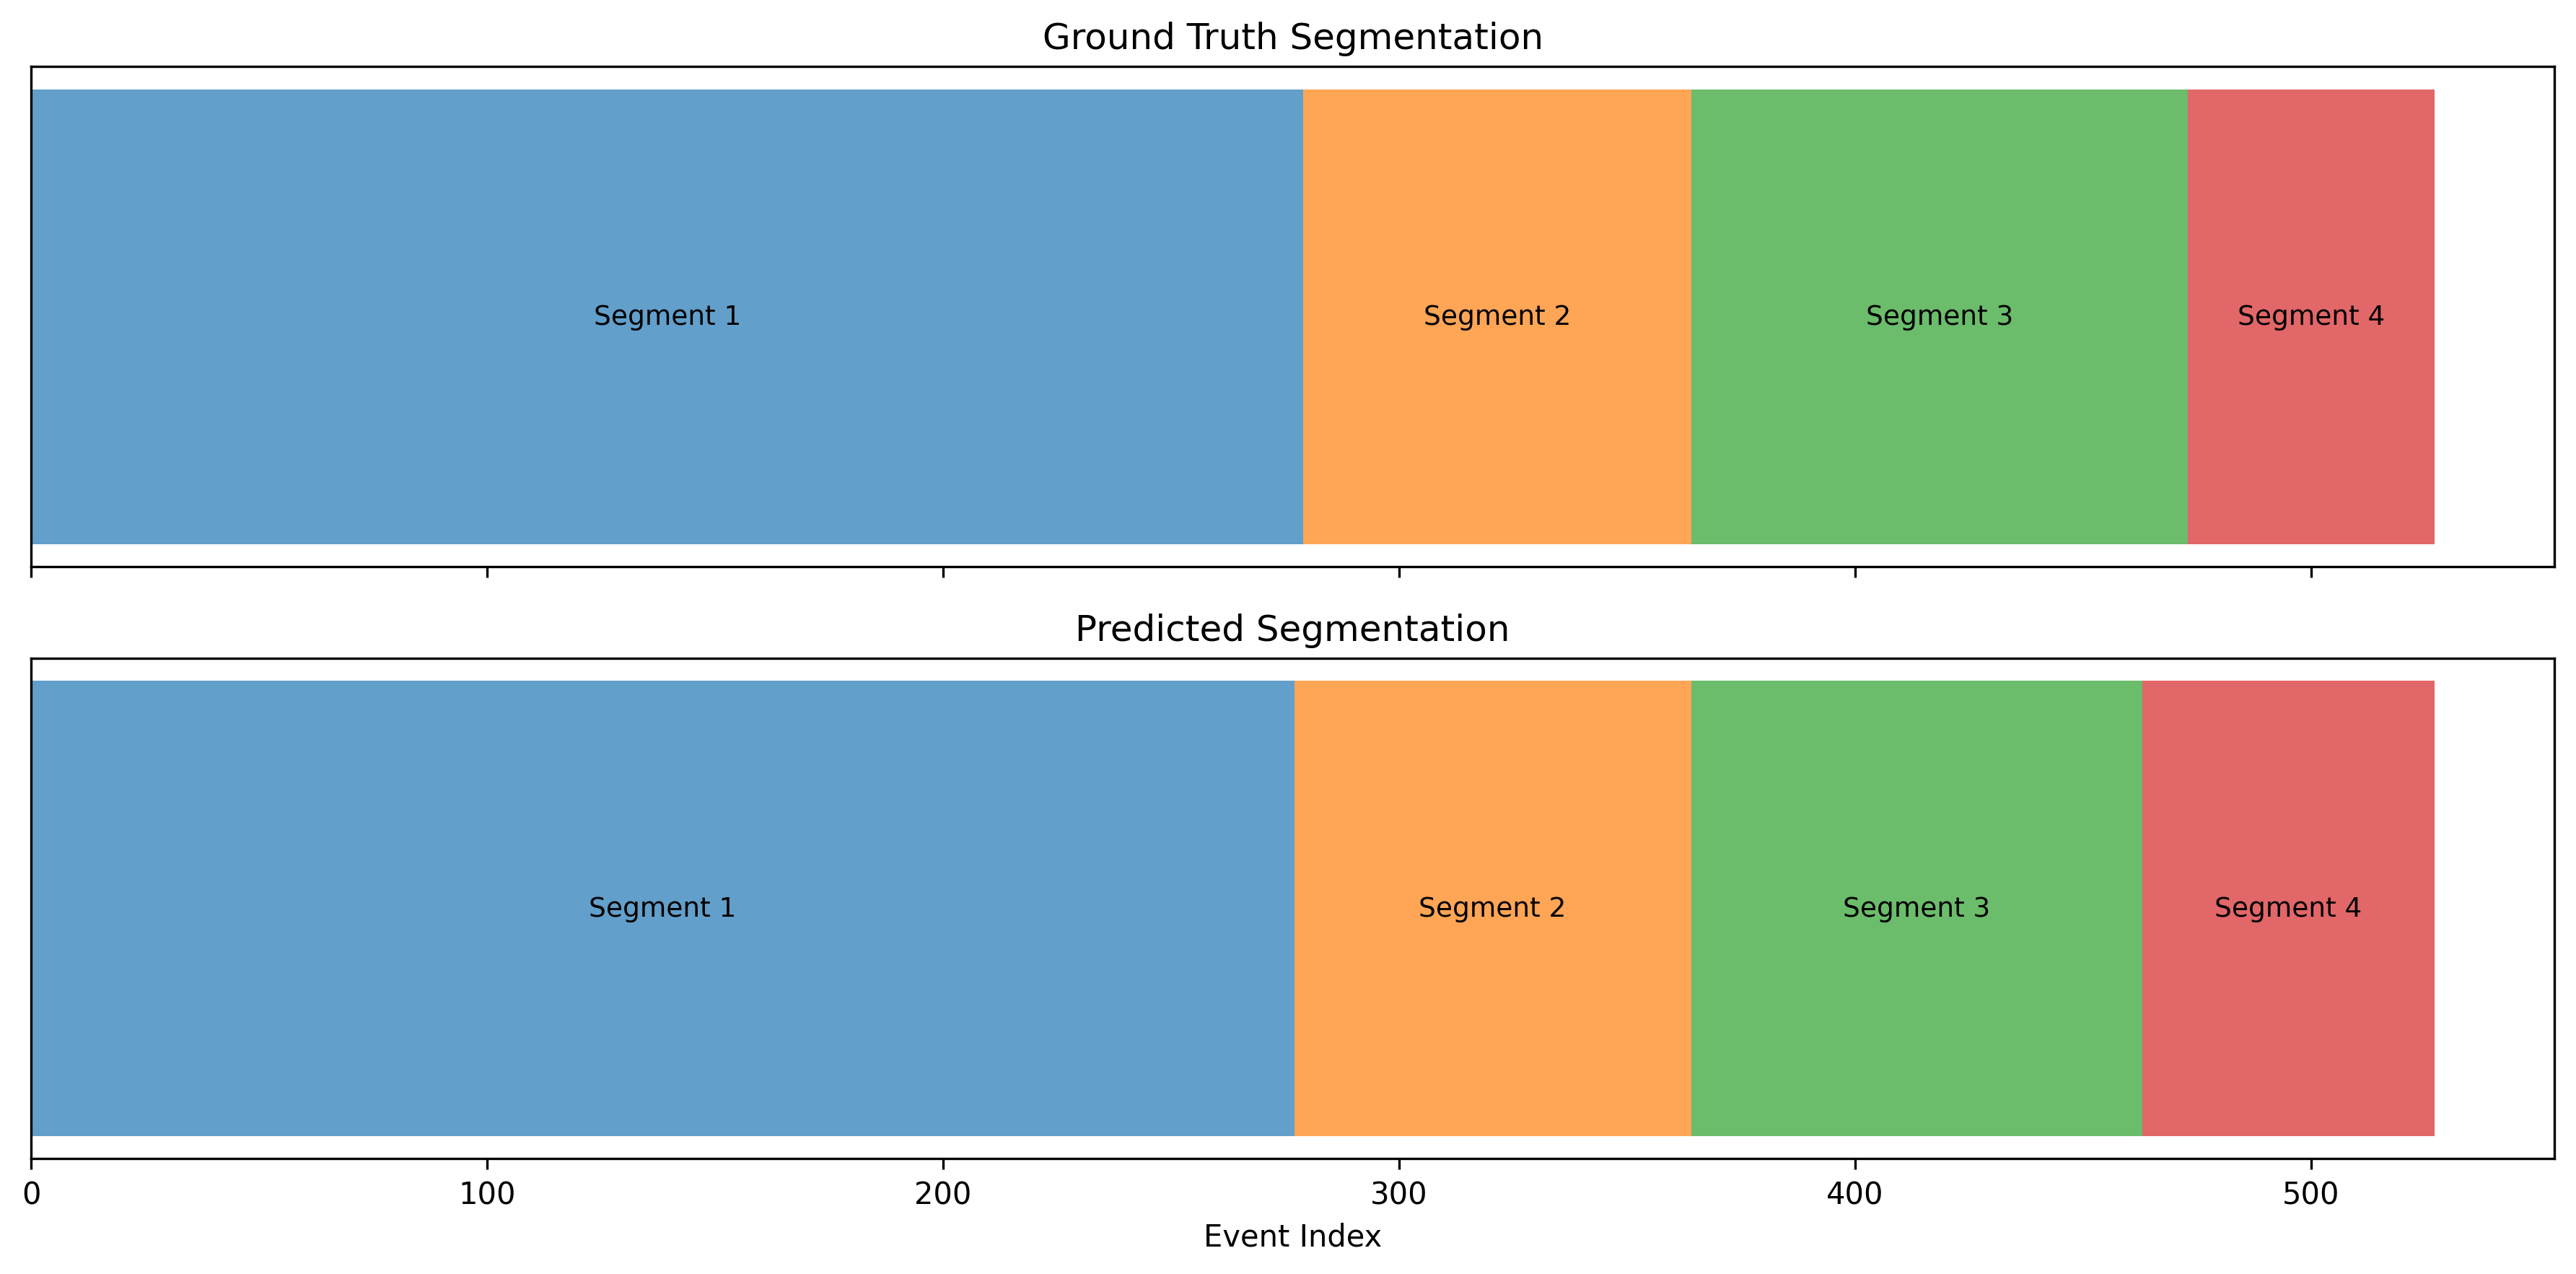 Ground Truth Segmentation
Segment 1 Segment 2 Segment 3 Segment 4
Predicted Segmentation
Segment 1 Segment 2 Segment 3 Segment 4
0 100 200 300 400 500
Event Index